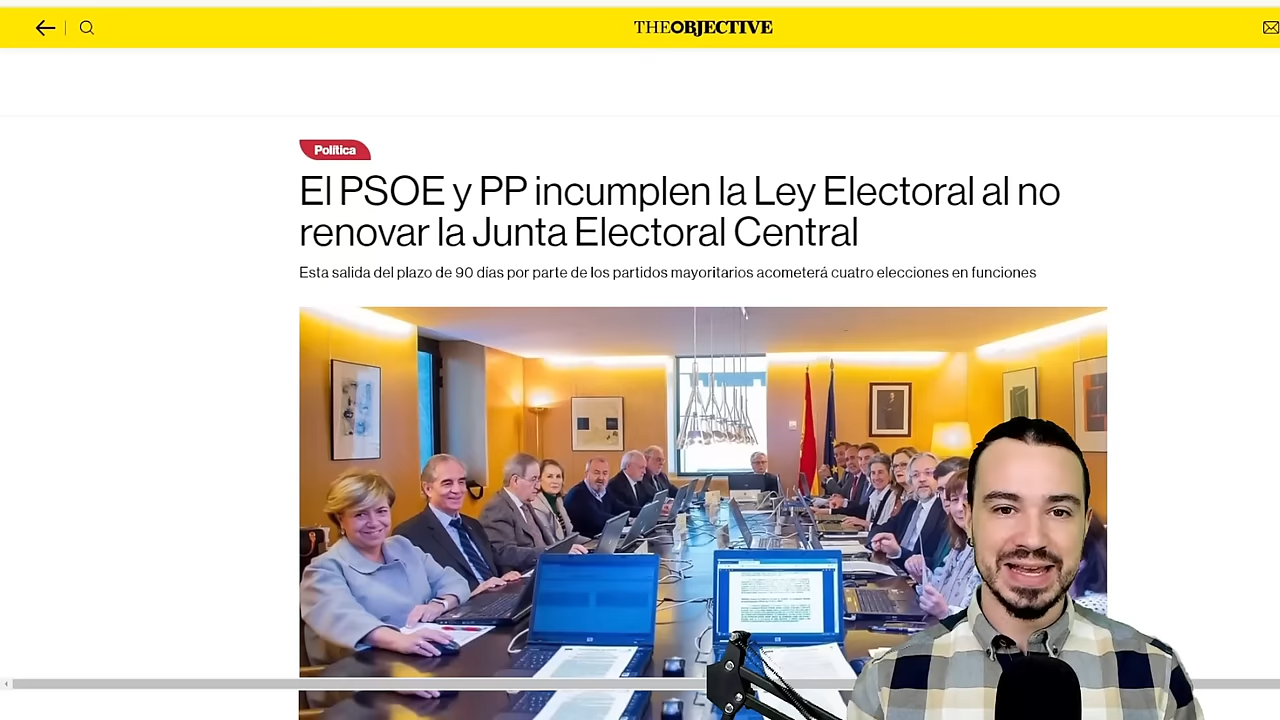 THEOBJECTIVE
Política
El PSOE y PP incumplen la Ley Electoral al no
renovar la Junta Electoral Central
Esta salida del plazo de 90 días por parte de los partidos mayoritarios acometerá cuatro elecciones en funciones